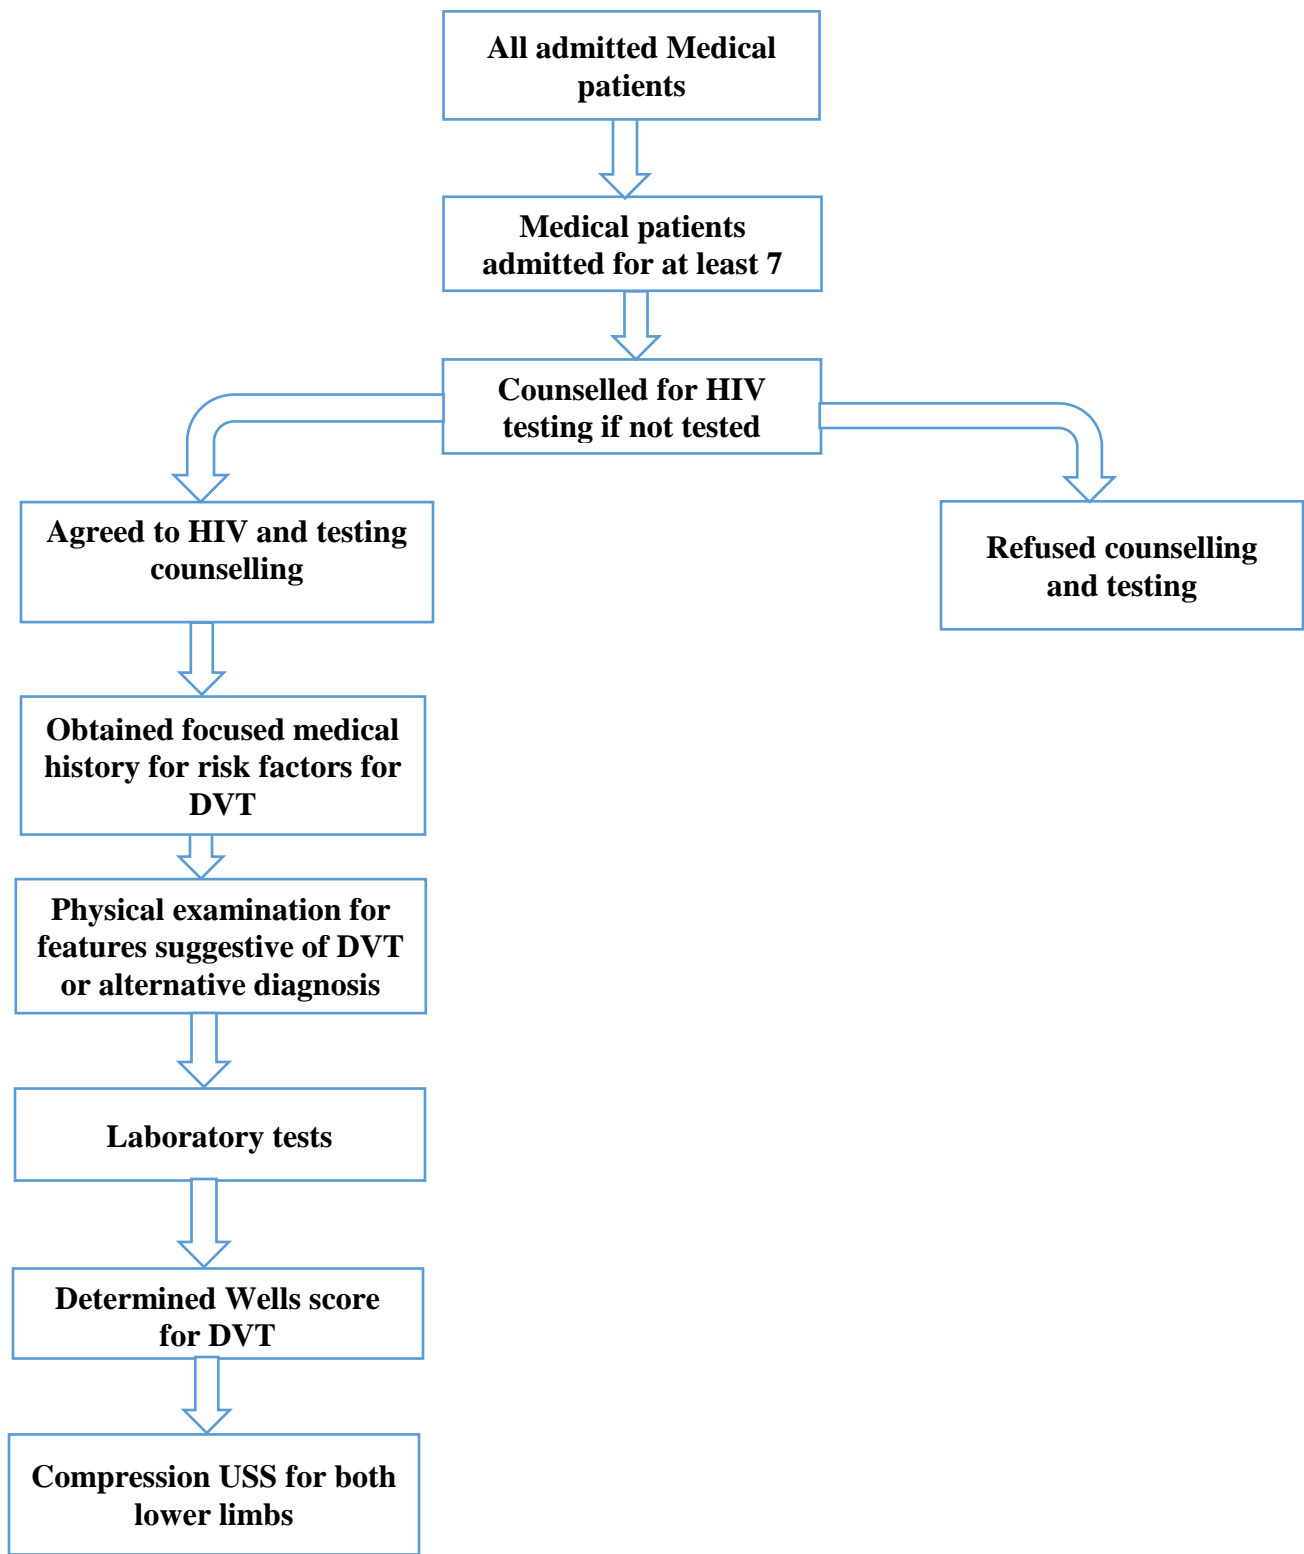 All admitted Medical
patients
Medical patients
admitted for at least 7
Counselled for HIV
testing if not tested
Agreed to HIV and testing
counselling
Refused counselling
and testing
Obtained focused medical
history for risk factors for
DVT
Physical examination for
features suggestive of DVT
or alternative diagnosis
Laboratory tests
Determined Wells score
for DVT
Compression USS for both
lower limbs